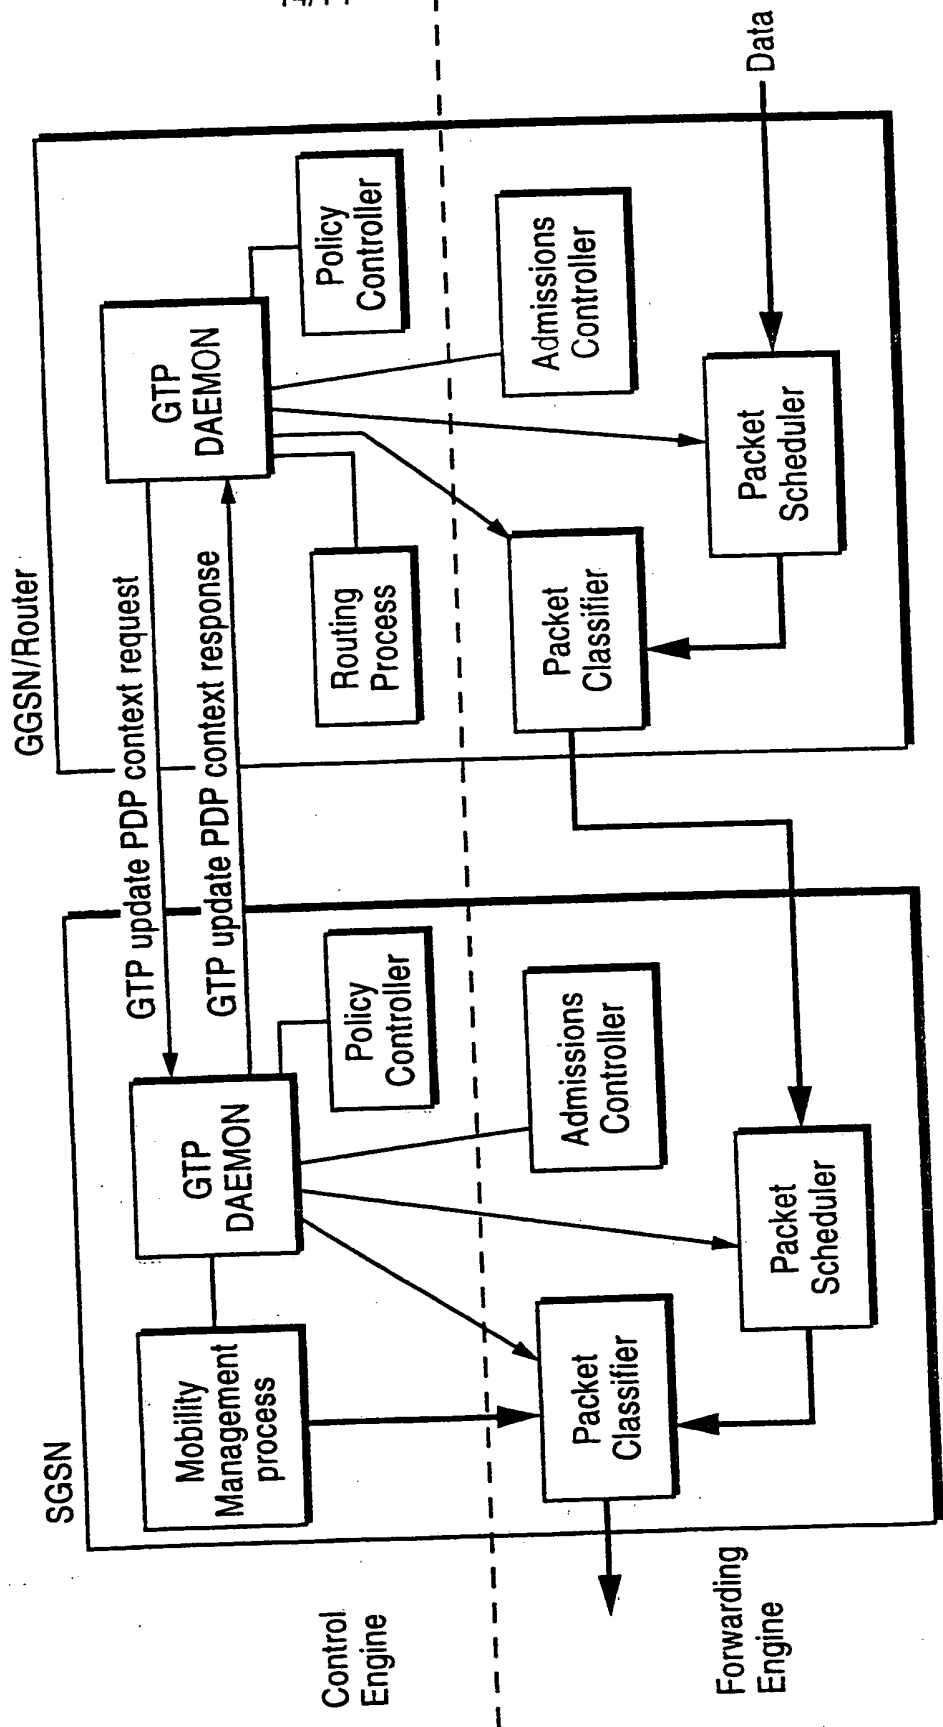 SGSN
GGSN/Router
GTP update PDP context request
GTP update PDP context response
Mobility
Management
process
GTP
DAEMON
Policy
Controller
GTP
DAEMON
Policy
Controller
Routing
Process
Control
Engine
Forwarding
Engine
Packet
Classifier
Admissions
Controller
Packet
Scheduler
Packet
Classifier
Admissions
Controller
Packet
Scheduler
Data